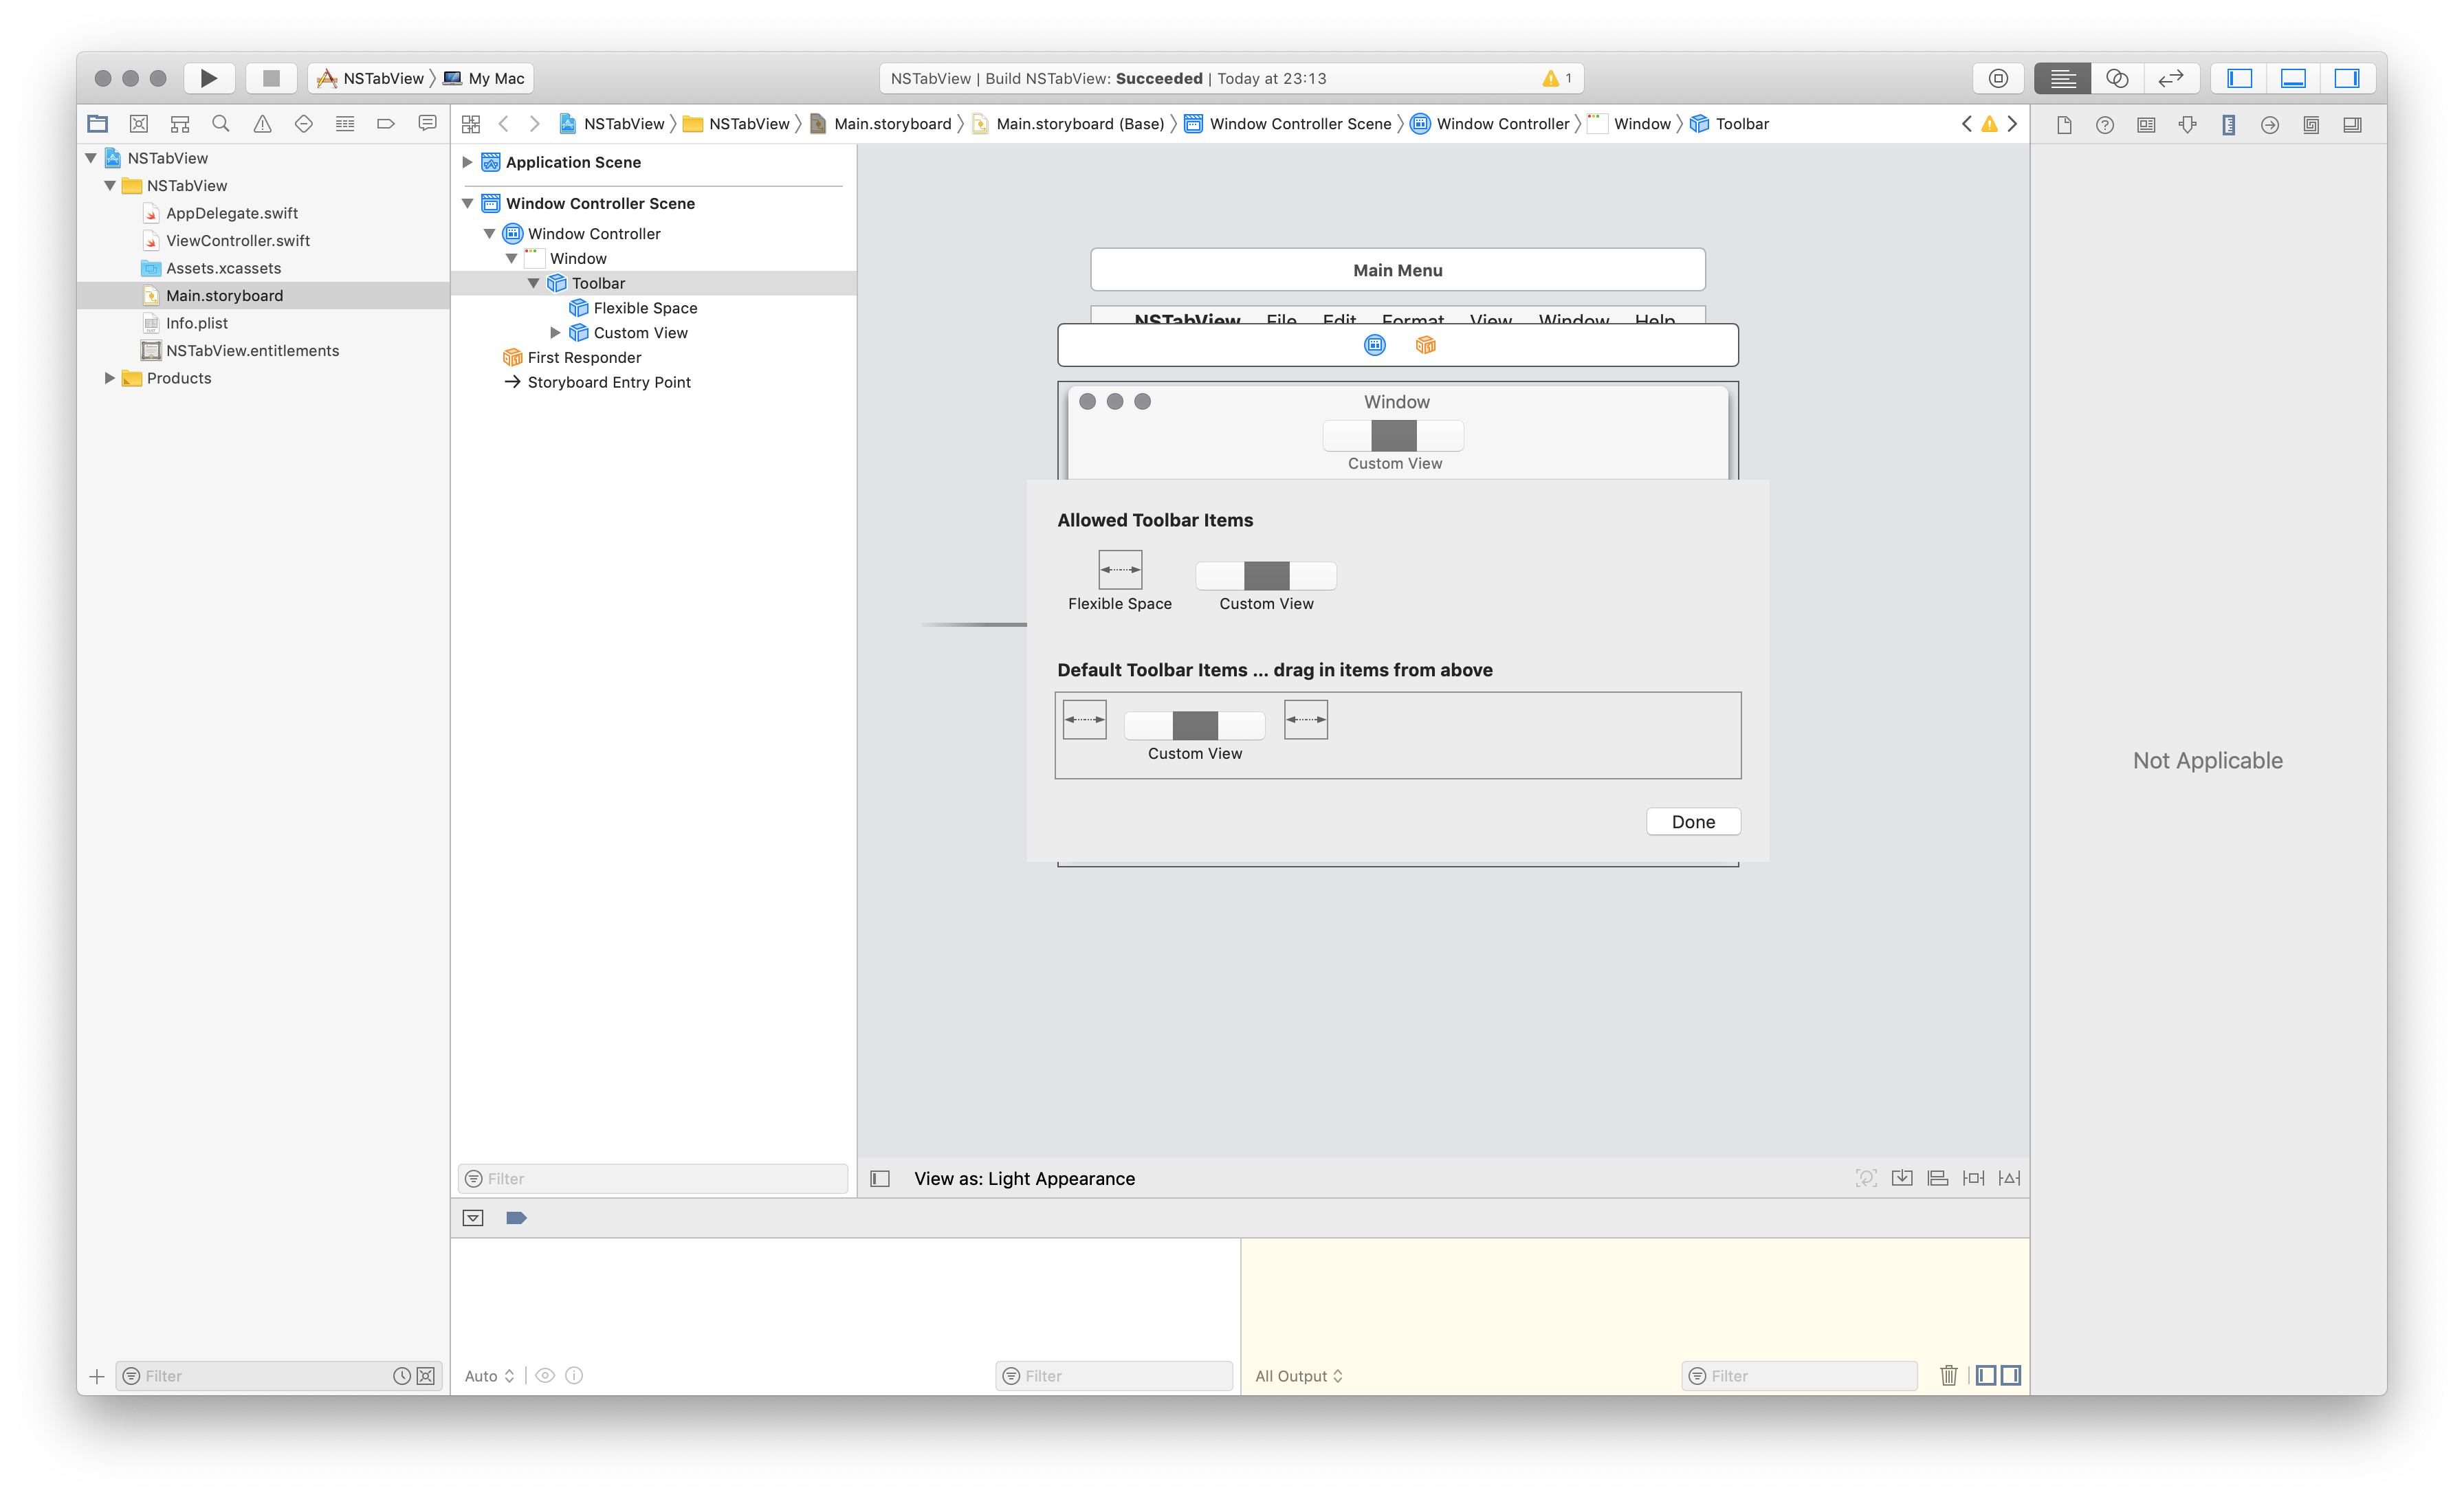 NSTabView My Mac
NSTabView | Build NSTabView: Succeeded | Today at 23:13
1
NSTabView NSTabView Main.storyboard Main.storyboard (Base) Window Controller Scene Window Controller Window Toolbar
NSTabView
NSTabView
AppDelegate.swift
ViewController.swift
Assets.xcassets
Main.storyboard
Info.plist
NSTabView.entitlements
Products
Application Scene
Window Controller Scene
Window Controller
Window
Toolbar
Flexible Space
Custom View
First Responder
Storyboard Entry Point
Main Menu
NSTabView File Edit Format View Window Help
Window
Custom View
Allowed Toolbar Items
Flexible Space Custom View
Default Toolbar Items ... drag in items from above
Custom View
Done
Not Applicable
Filter
View as: Light Appearance
Filter
Auto
Filter
All Output
Filter